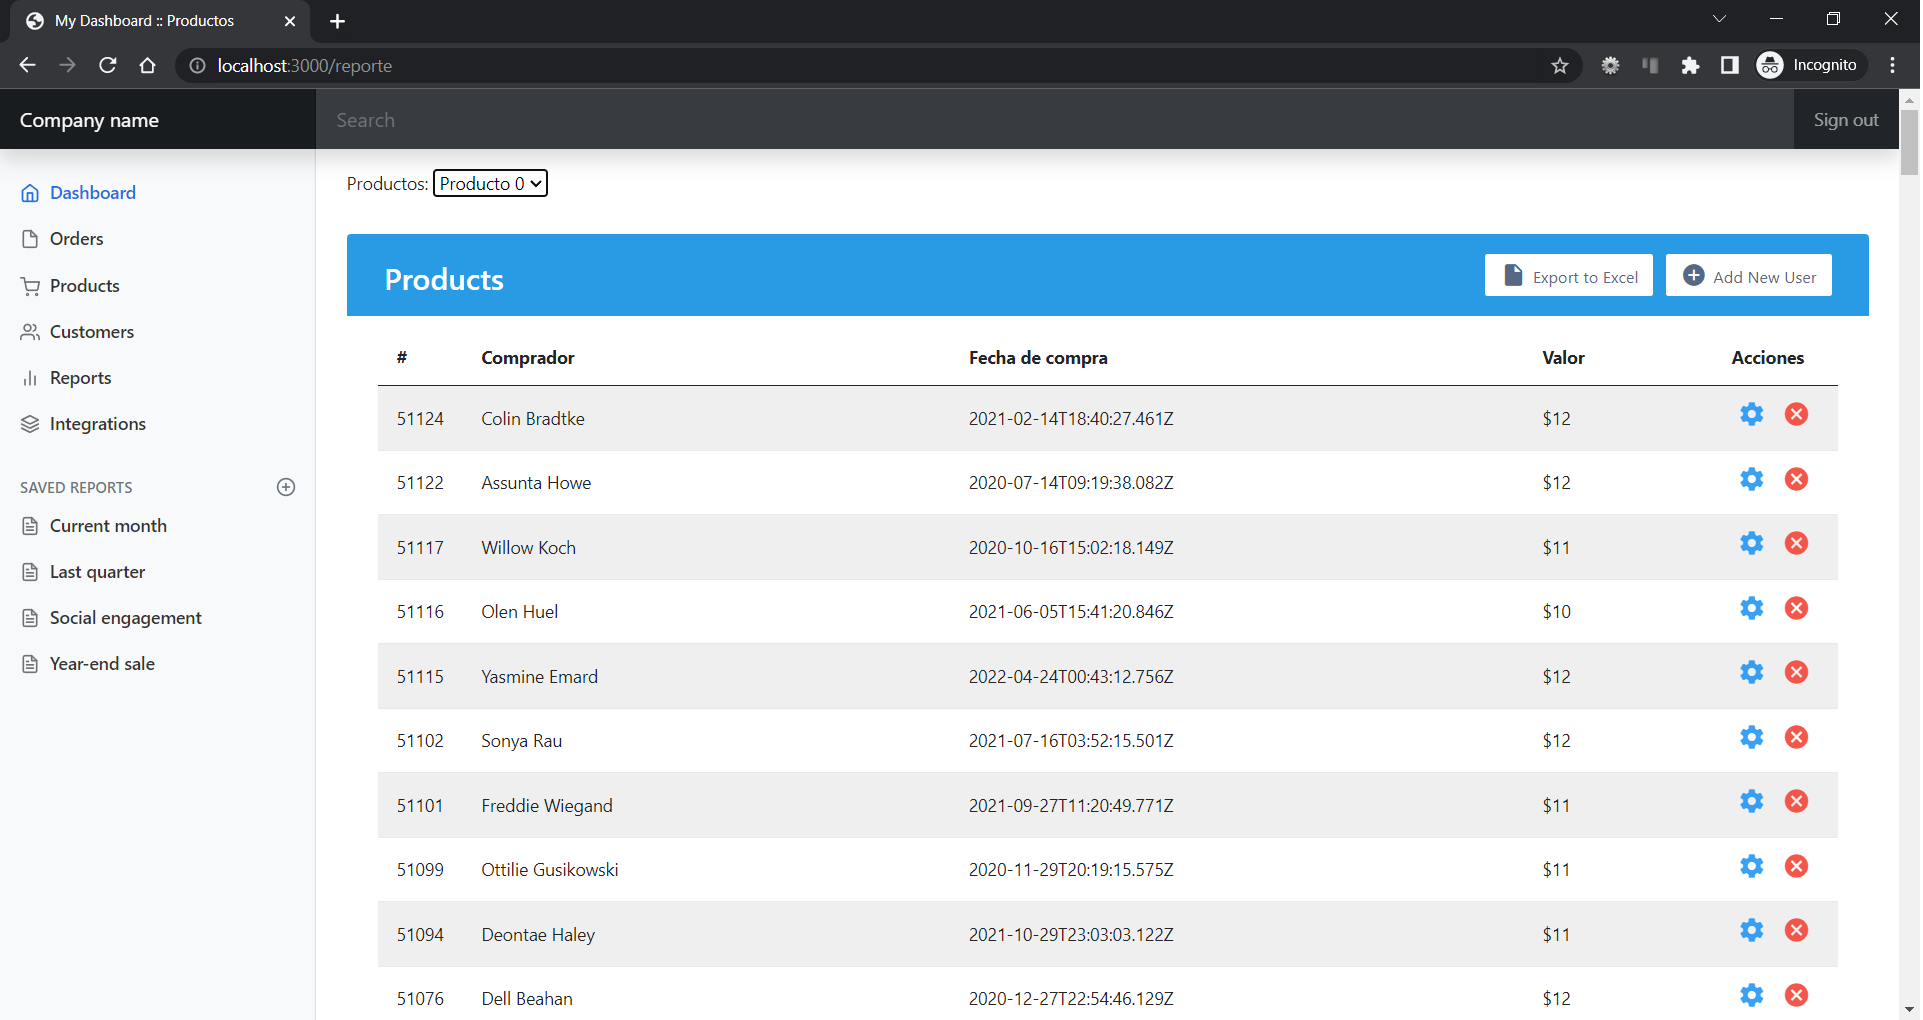 My Dashboard :: Productos
localhost:3000/reporte
Incognito
Company name
Search
Sign out
Dashboard
Orders
Products
Customers
Reports
Integrations
SAVED REPORTS
Current month
Last quarter
Social engagement
Year-end sale
Productos: Producto 0
Products
Export to Excel
Add New User
# Comprador Fecha de compra Valor Acciones
51124 Colin Bradtke 2021-02-14T18:40:27.461Z $12
51122 Assunta Howe 2020-07-14T09:19:38.082Z $12
51117 Willow Koch 2020-10-16T15:02:18.149Z $11
51116 Olen Huel 2021-06-05T15:41:20.846Z $10
51115 Yasmine Emard 2022-04-24T00:43:12.756Z $12
51102 Sonya Rau 2021-07-16T03:52:15.501Z $12
51101 Freddie Wiegand 2021-09-27T11:20:49.771Z $11
51099 Ottilie Gusikowski 2020-11-29T20:19:15.575Z $11
51094 Deontae Haley 2021-10-29T23:03:03.122Z $11
51076 Dell Beahan 2020-12-27T22:54:46.129Z $12